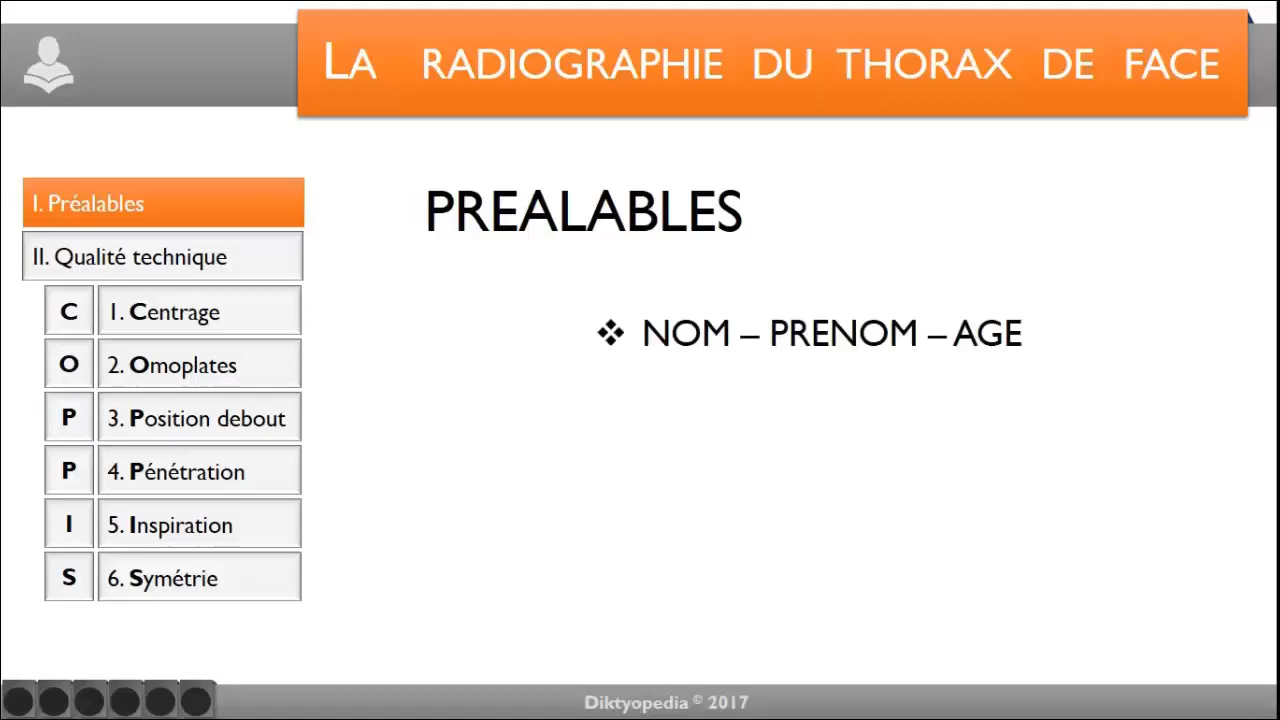 LA RADIOGRAPHIE DU THORAX DE FACE
I. Préalables
II. Qualité technique
C 1. Centrage
O 2. Omoplates
P 3. Position debout
P 4. Pénétration
I 5. Inspiration
S 6. Symétrie
PREALABLES
❖ NOM – PRENOM – AGE
Diktyopedia © 2017